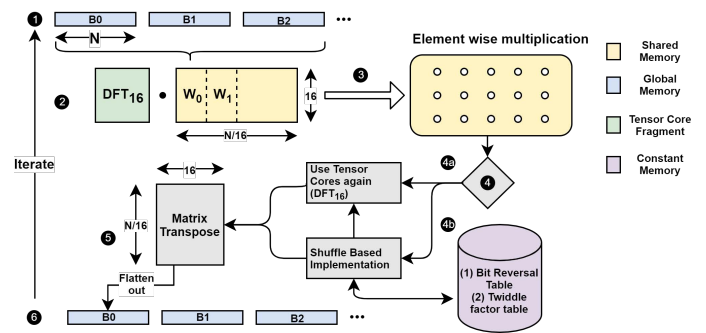 1 B0 B1 B2 •••
N
Element wise multiplication
Shared
Memory
Global
Memory
Tensor Core
Fragment
Constant
Memory
2 DFT16 • W0 W1 16
3
N/16
Iterate
16
N/16
5
Matrix
Transpose
Flatten
out
Use Tensor
Cores again
(DFT16)
Shuffle Based
Implementation
4a
4
4b
(1) Bit Reversal
Table
(2) Twiddle
factor table
6 B0 B1 B2 •••